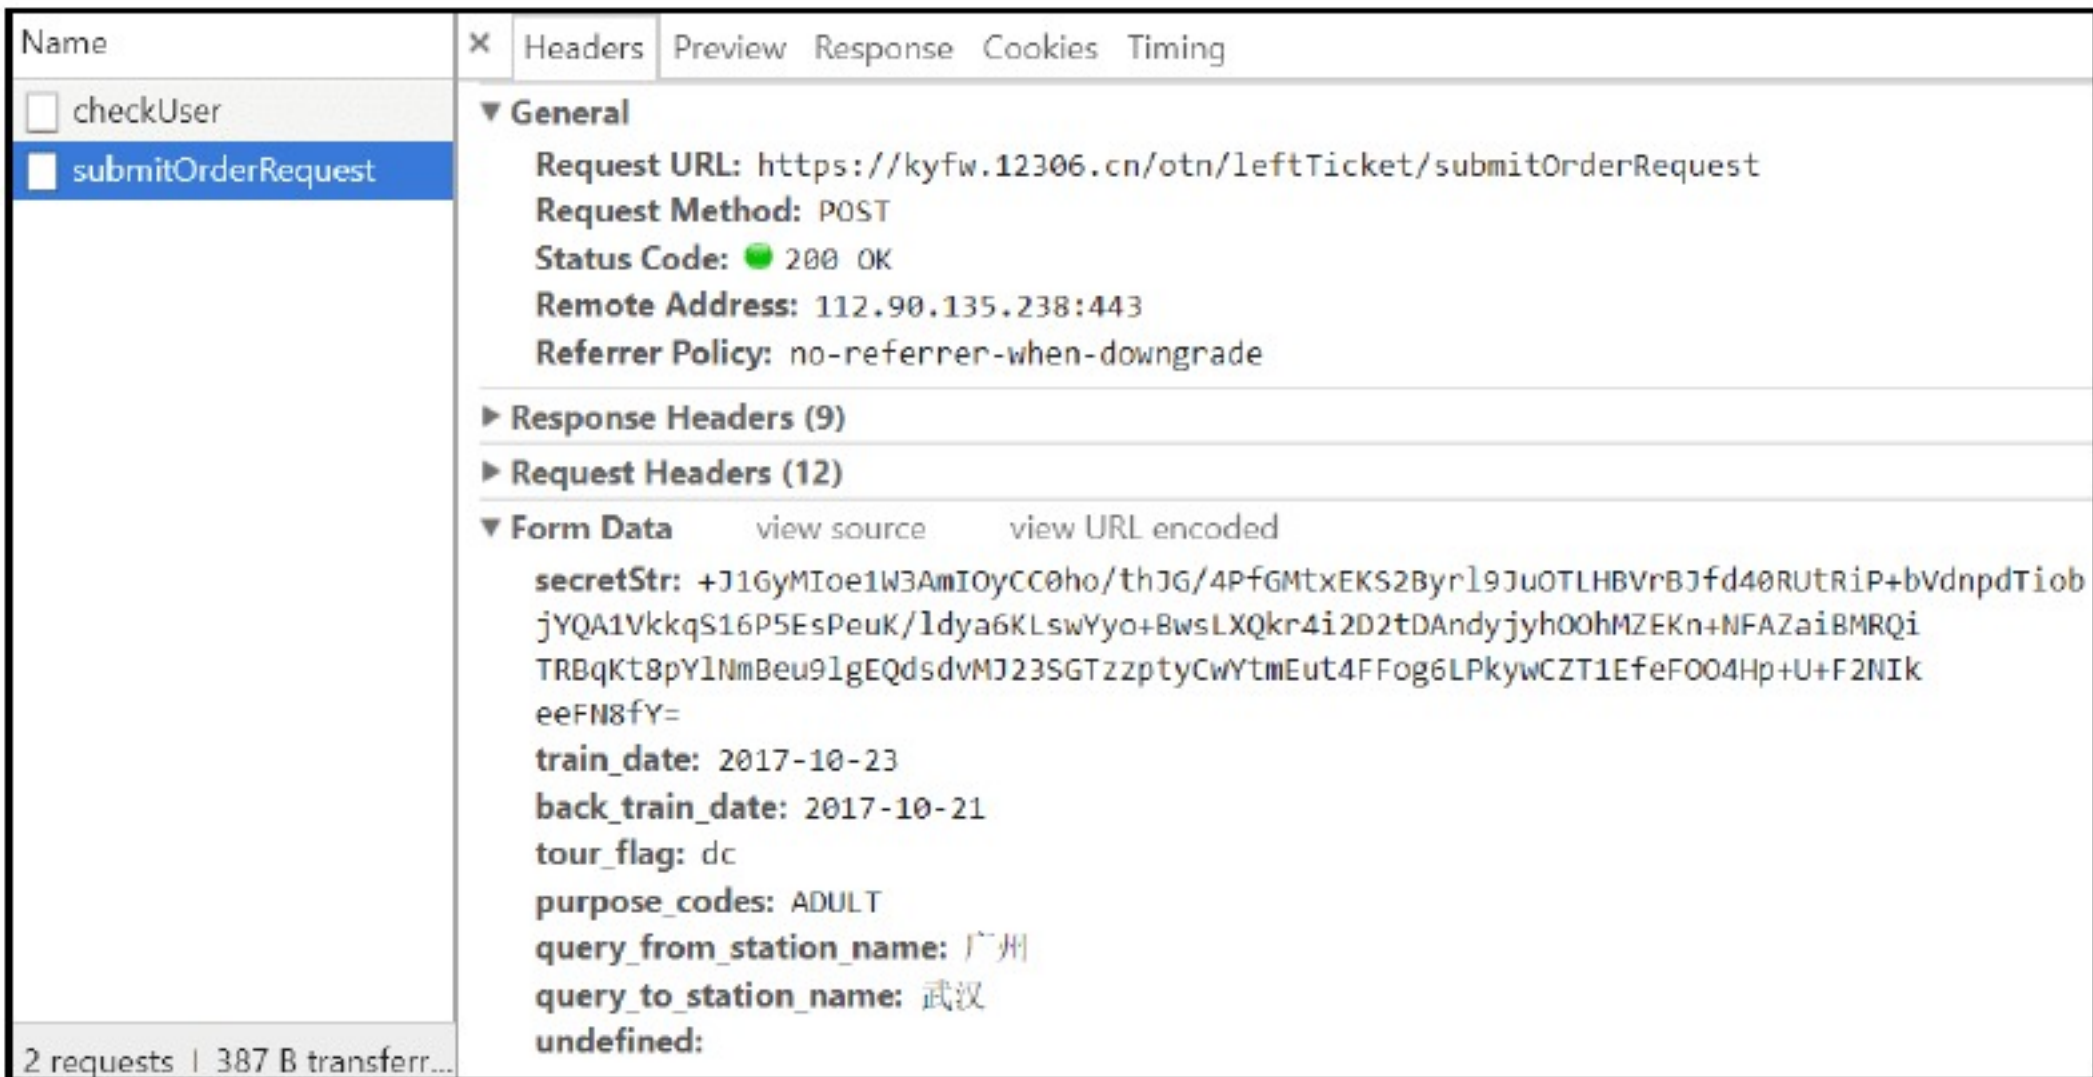 Name
checkUser
submitOrderRequest
2 requests | 387 B transferr...
× Headers Preview Response Cookies Timing
▼ General
Request URL: https://kyfw.12306.cn/otn/leftTicket/submitOrderRequest
Request Method: POST
Status Code: 200 OK
Remote Address: 112.90.135.238:443
Referrer Policy: no-referrer-when-downgrade
▶ Response Headers (9)
▶ Request Headers (12)
▼ Form Data view source view URL encoded
secretStr: +J1GyMIoe1W3AmIOyCC0ho/thJG/4PfGMtxEKS2Byrl9JuOTLHBVrBJfd40RUtRiP+bVdnpdTiob
jYQA1VkkqS16P5EsPeuK/ldya6KLswYyo+BwsLXQkr4i2D2tDAndyjyhOOhMZEKn+NFAZaiBMRQi
TRBqKt8pYlNmBeu9lgEQdsdvMJ23SGTzzptyCwYtmEut4FFog6LPkywCZT1EfeFOO4Hp+U+F2NIk
eeFN8fY=
train_date: 2017-10-23
back_train_date: 2017-10-21
tour_flag: dc
purpose_codes: ADULT
query_from_station_name: 广州
query_to_station_name: 武汉
undefined: